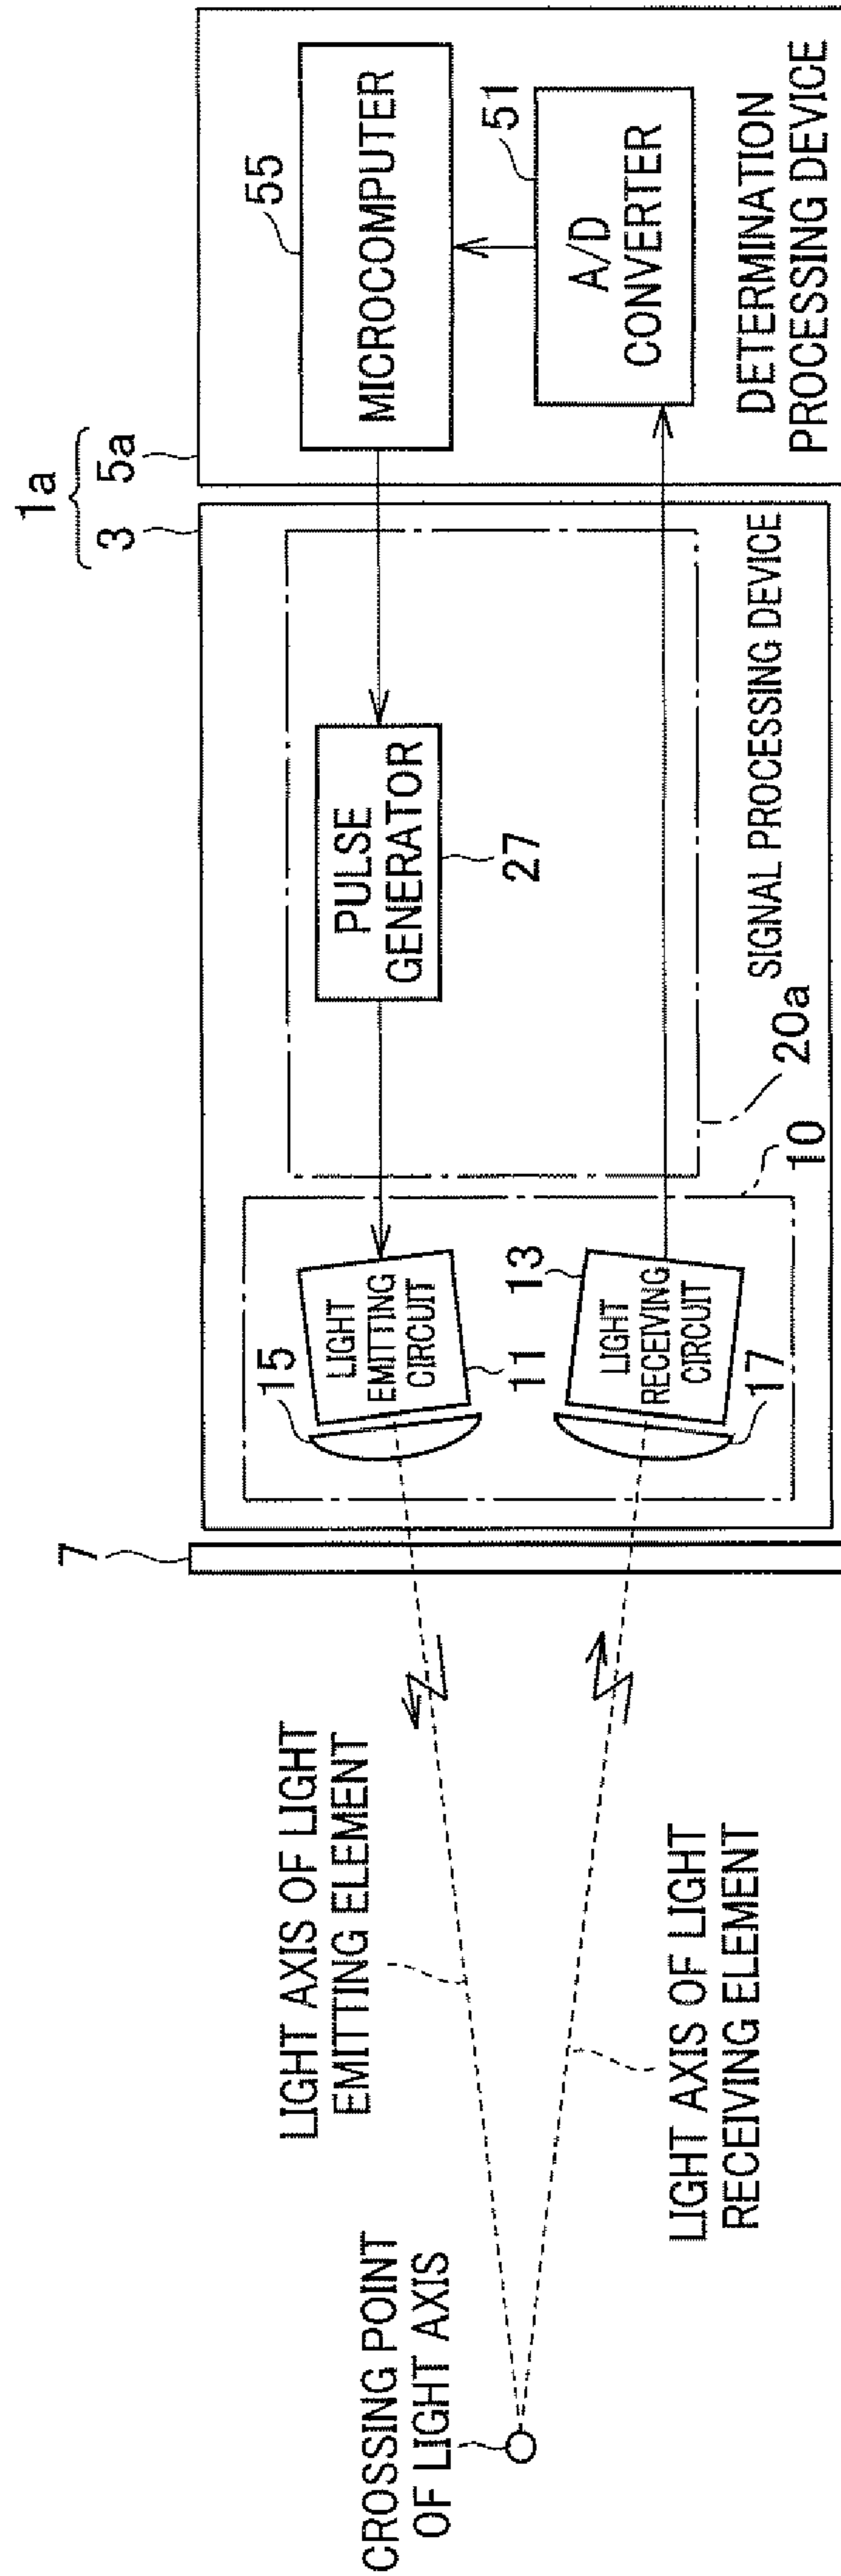 1a
3
5a
7
CROSSING POINT
OF LIGHT AXIS
LIGHT AXIS OF LIGHT
EMITTING ELEMENT
LIGHT AXIS OF LIGHT
RECEIVING ELEMENT
15
LIGHT
EMITTING
CIRCUIT
11
13
LIGHT
RECEIVING
CIRCUIT
17
10
20a
PULSE
GENERATOR
27
SIGNAL PROCESSING DEVICE
55
MICROCOMPUTER
51
A/D
CONVERTER
DETERMINATION
PROCESSING DEVICE